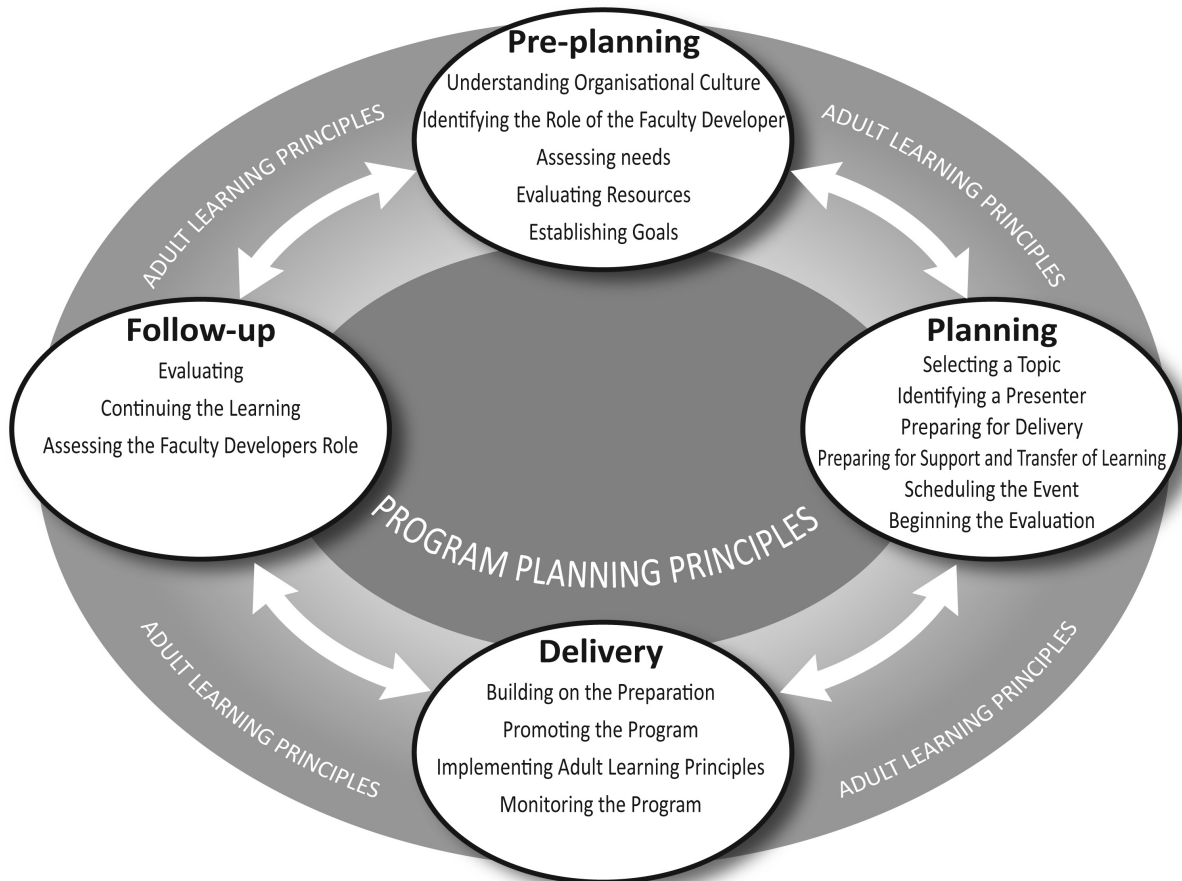 Pre-planning
Understanding Organisational Culture
Identifying the Role of the Faculty Developer
Assessing needs
Evaluating Resources
Establishing Goals
ADULT LEARNING PRINCIPLES
ADULT LEARNING PRINCIPLES
Follow-up
Evaluating
Continuing the Learning
Assessing the Faculty Developers Role
Planning
Selecting a Topic
Identifying a Presenter
Preparing for Delivery
Preparing for Support and Transfer of Learning
Scheduling the Event
Beginning the Evaluation
PROGRAM PLANNING PRINCIPLES
Delivery
Building on the Preparation
Promoting the Program
Implementing Adult Learning Principles
Monitoring the Program
ADULT LEARNING PRINCIPLES
ADULT LEARNING PRINCIPLES